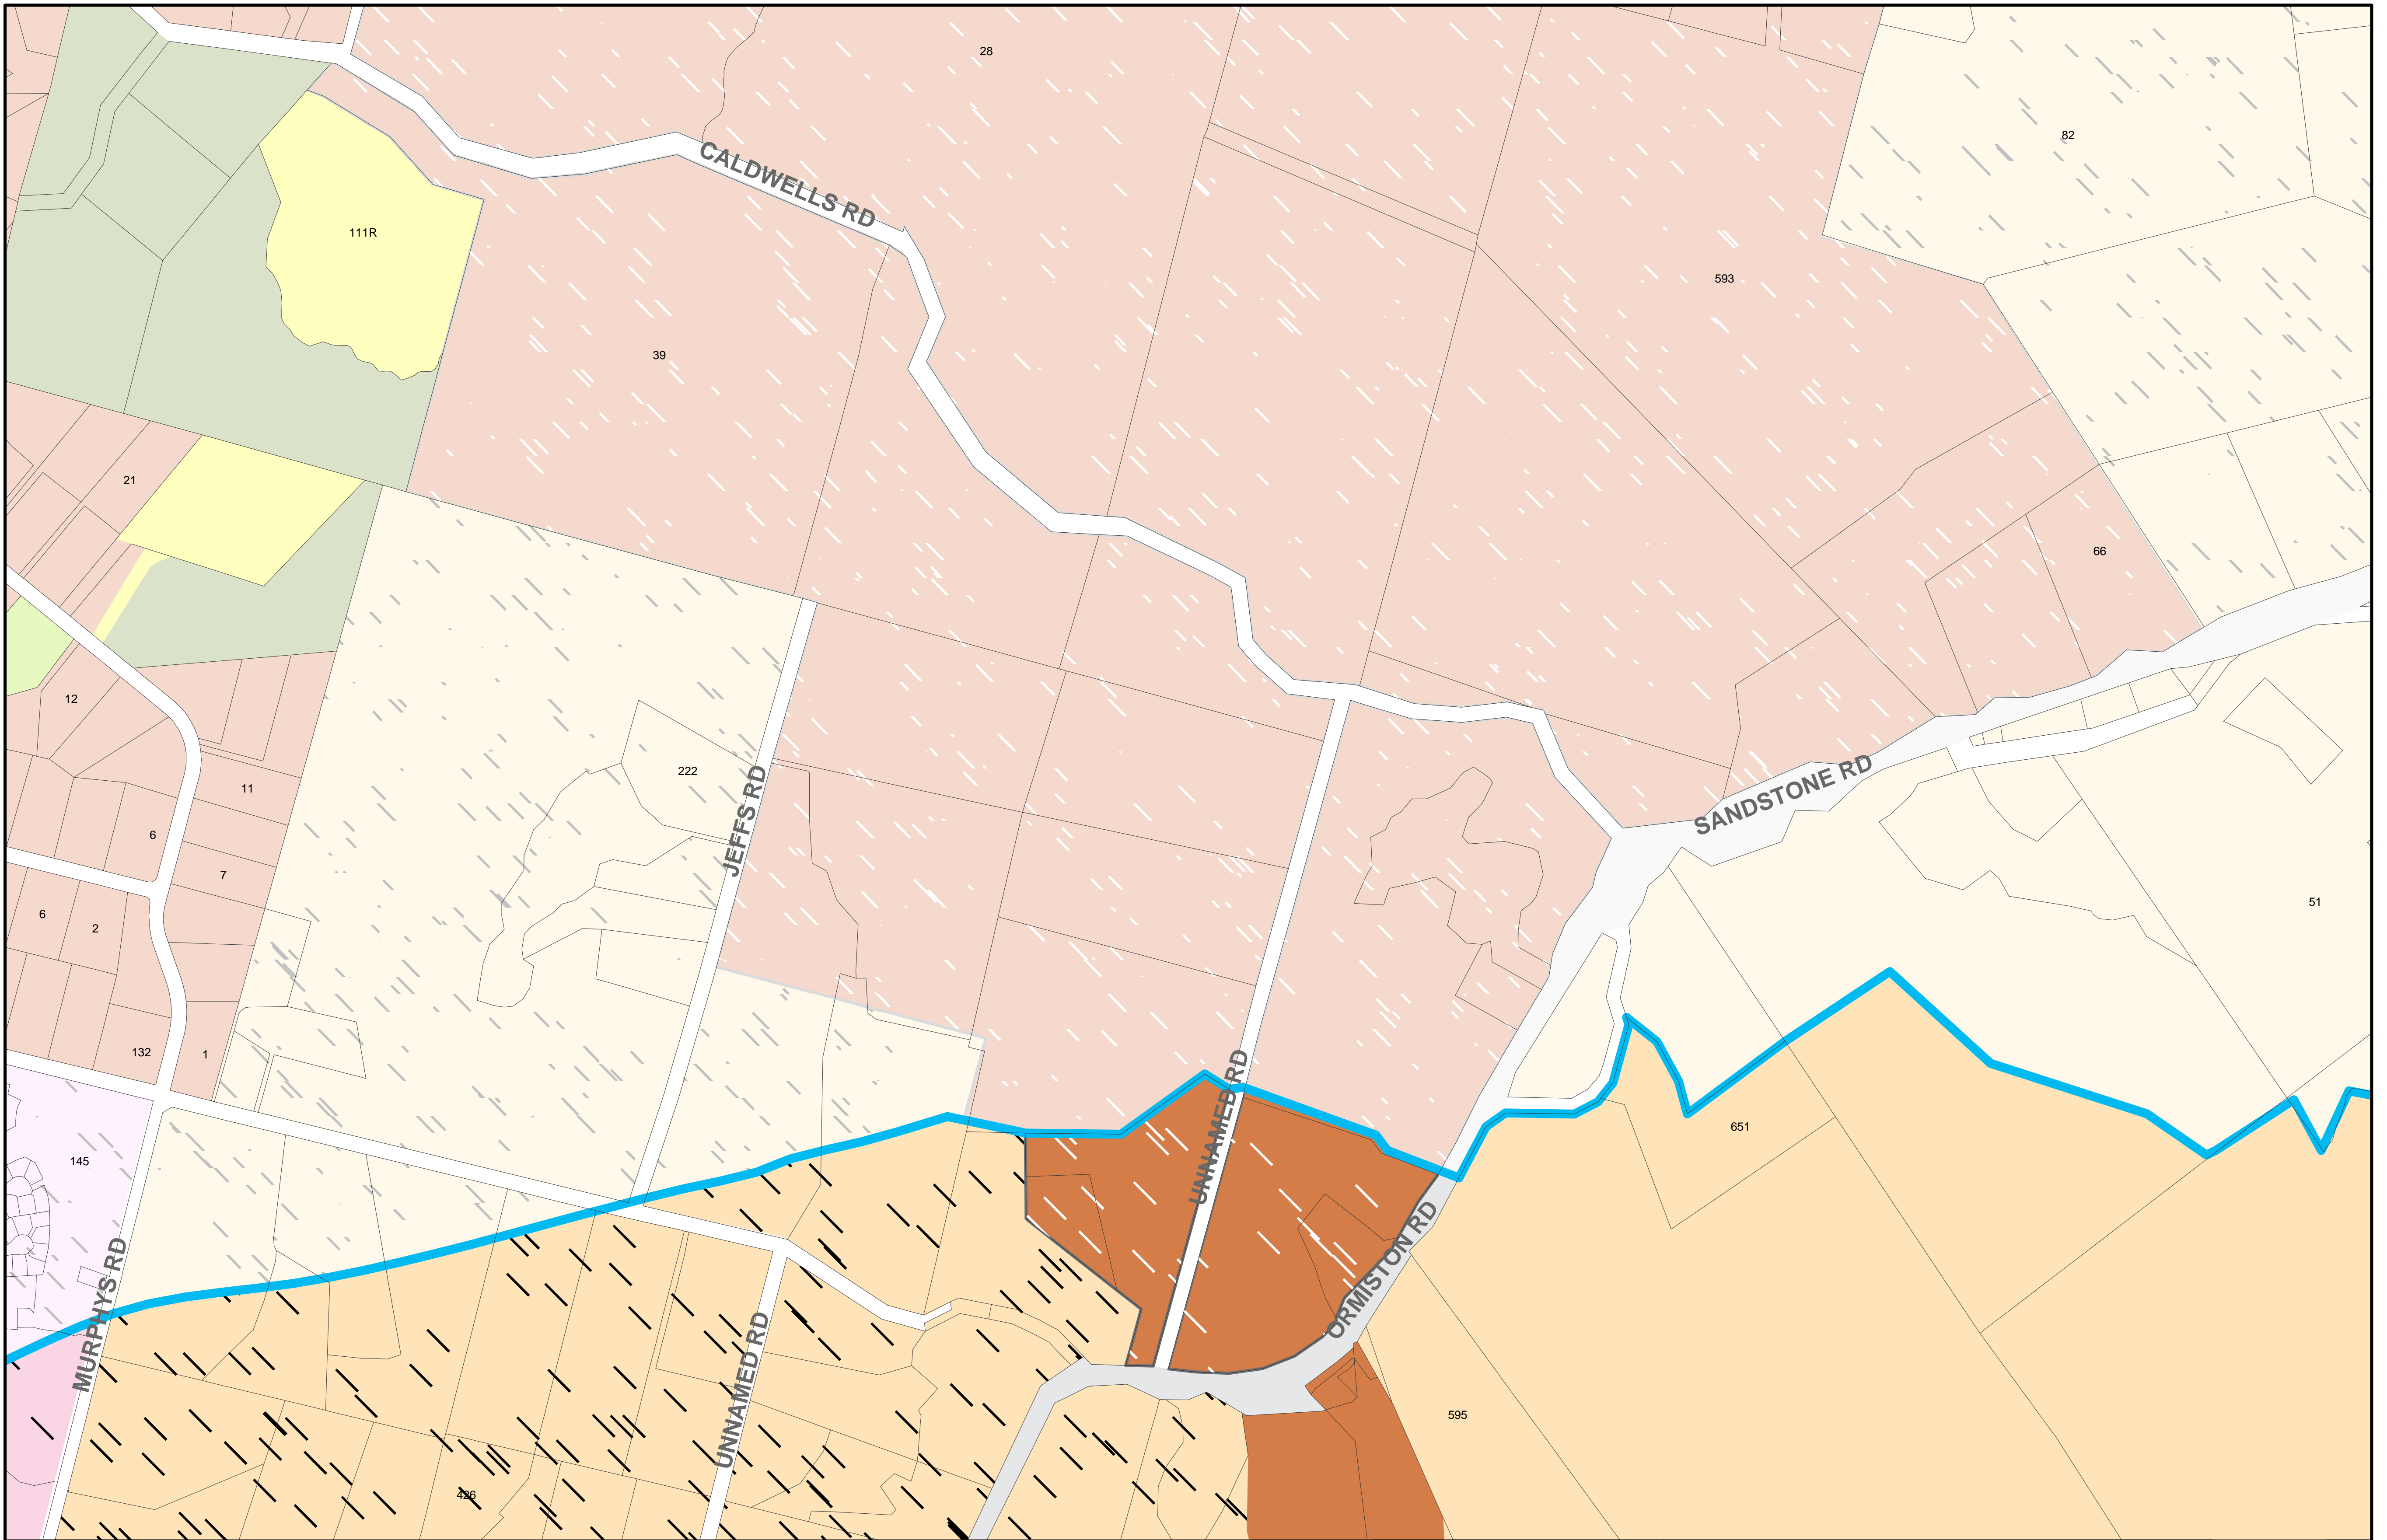 28
82
CALDWELLS RD
111R
593
39
21
66
12
222
11
JEFFS RD
SANDSTONE RD
6
7
51
6
2
132
1
UNNAMED RD
651
145
MURPHYS RD
ORMISTON RD
UNNAMED RD
595
426